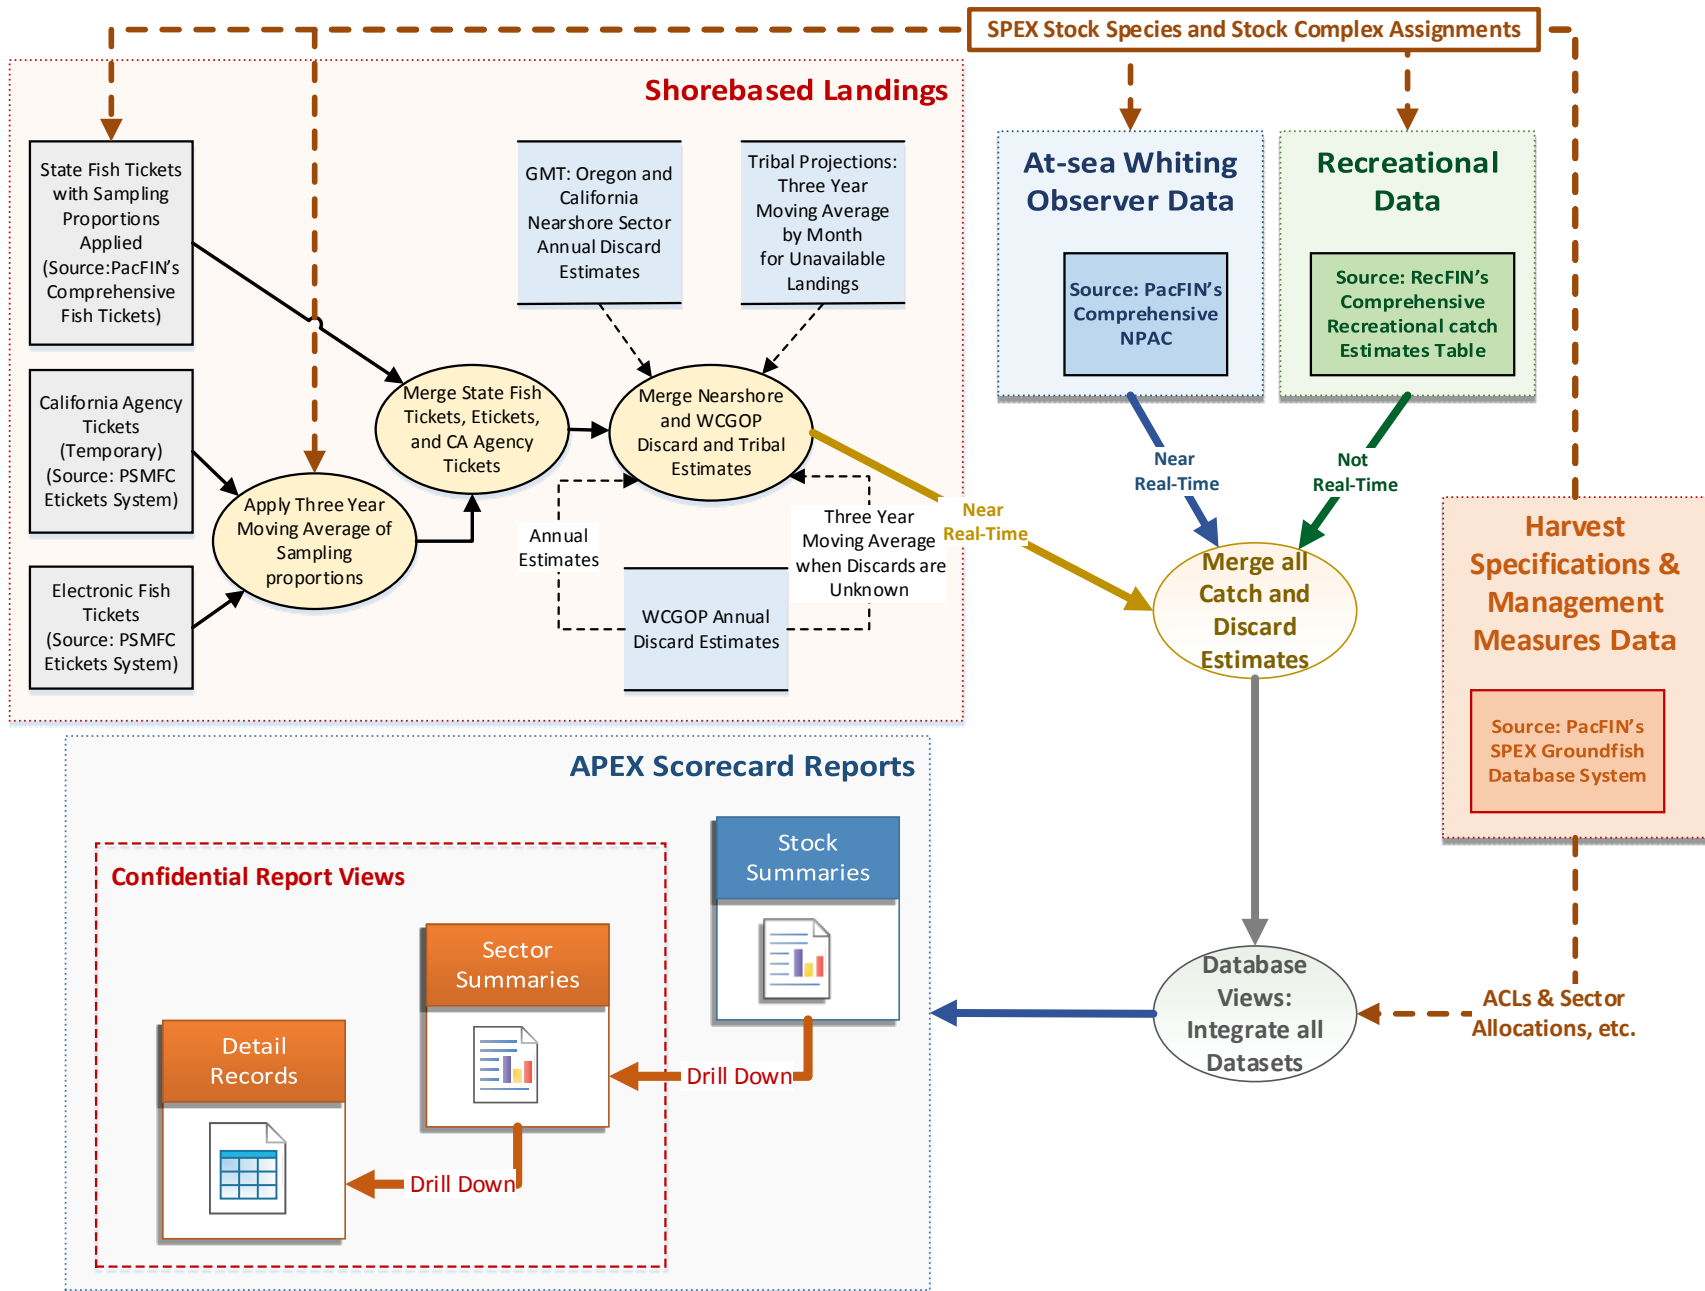 SPEX Stock Species and Stock Complex Assignments
Shorebased Landings
State Fish Tickets
with Sampling
Proportions
Applied
(Source:PacFIN's
Comprehensive
Fish Tickets)
California Agency
Tickets
(Temporary)
(Source: PSMFC
Etickets System)
Electronic Fish
Tickets
(Source: PSMFC
Etickets System)
Apply Three Year
Moving Average of
Sampling
proportions
Merge State Fish
Tickets, Etickets,
and CA Agency
Tickets
GMT: Oregon and
California
Nearshore Sector
Annual Discard
Estimates
Tribal Projections:
Three Year
Moving Average
by Month
for Unavailable
Landings
Merge Nearshore
and WCGOP
Discard and Tribal
Estimates
Annual
Estimates
Three Year
Moving Average
when Discards are
Unknown
WCGOP Annual
Discard Estimates
Near
Real-Time
At-sea Whiting
Observer Data
Source: PacFIN's
Comprehensive
NPAC
Near
Real-Time
Recreational
Data
Source: RecFIN's
Comprehensive
Recreational catch
Estimates Table
Not
Real-Time
Merge all
Catch and
Discard
Estimates
Harvest
Specifications &
Management
Measures Data
Source: PacFIN's
SPEX Groundfish
Database System
ACLs & Sector
Allocations, etc.
Database
Views:
Integrate all
Datasets
APEX Scorecard Reports
Stock
Summaries
Drill Down
Confidential Report Views
Sector
Summaries
Drill Down
Detail
Records